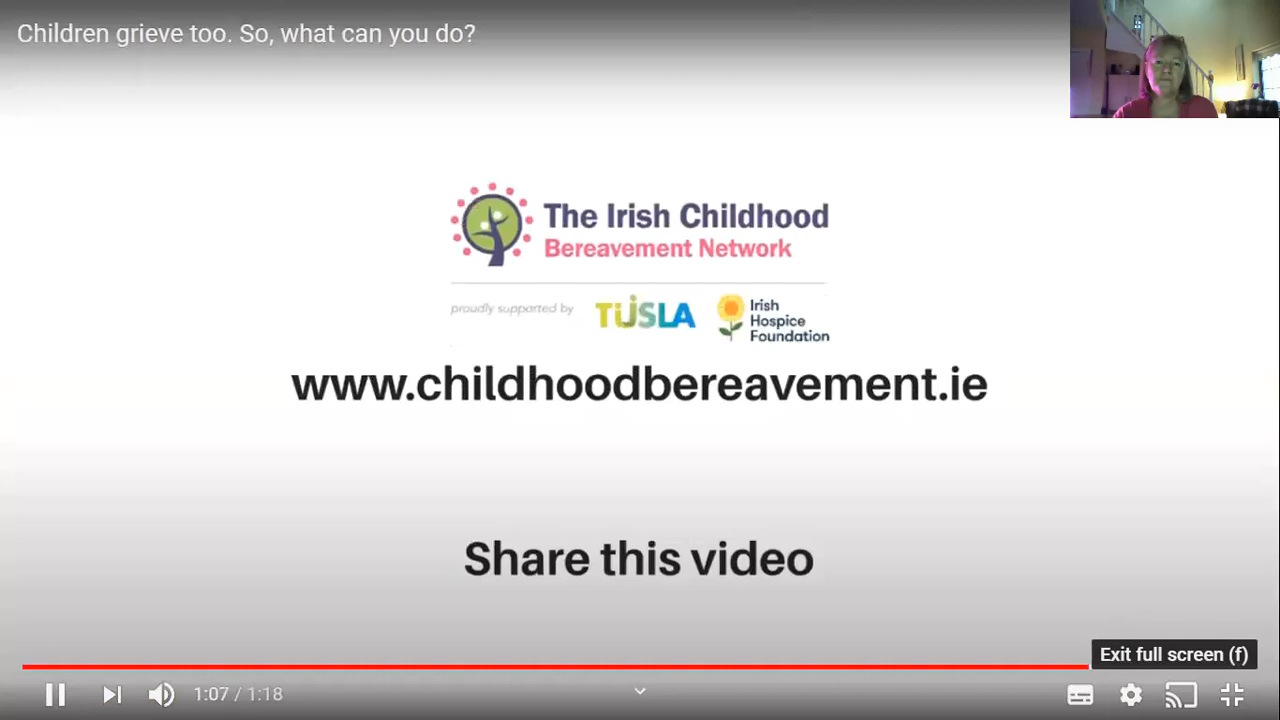 Children grieve too. So, what can you do?
The Irish Childhood
Bereavement Network
proudly supported by
TUSLA
Irish
Hospice
Foundation
www.childhoodbereavement.ie
Share this video
Exit full screen (f)
1:07 / 1:18